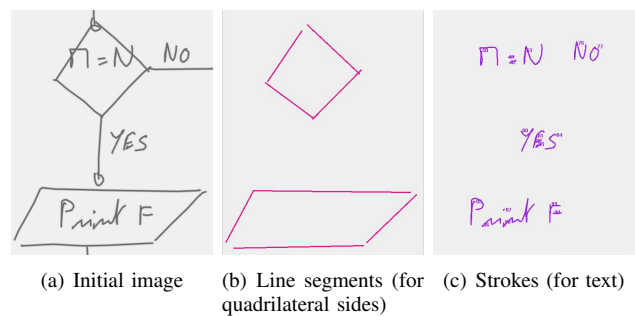 n = N NO
YES
Print F
n = N NO
YES
Print F
(a) Initial image
(b) Line segments (for quadrilateral sides)
(c) Strokes (for text)